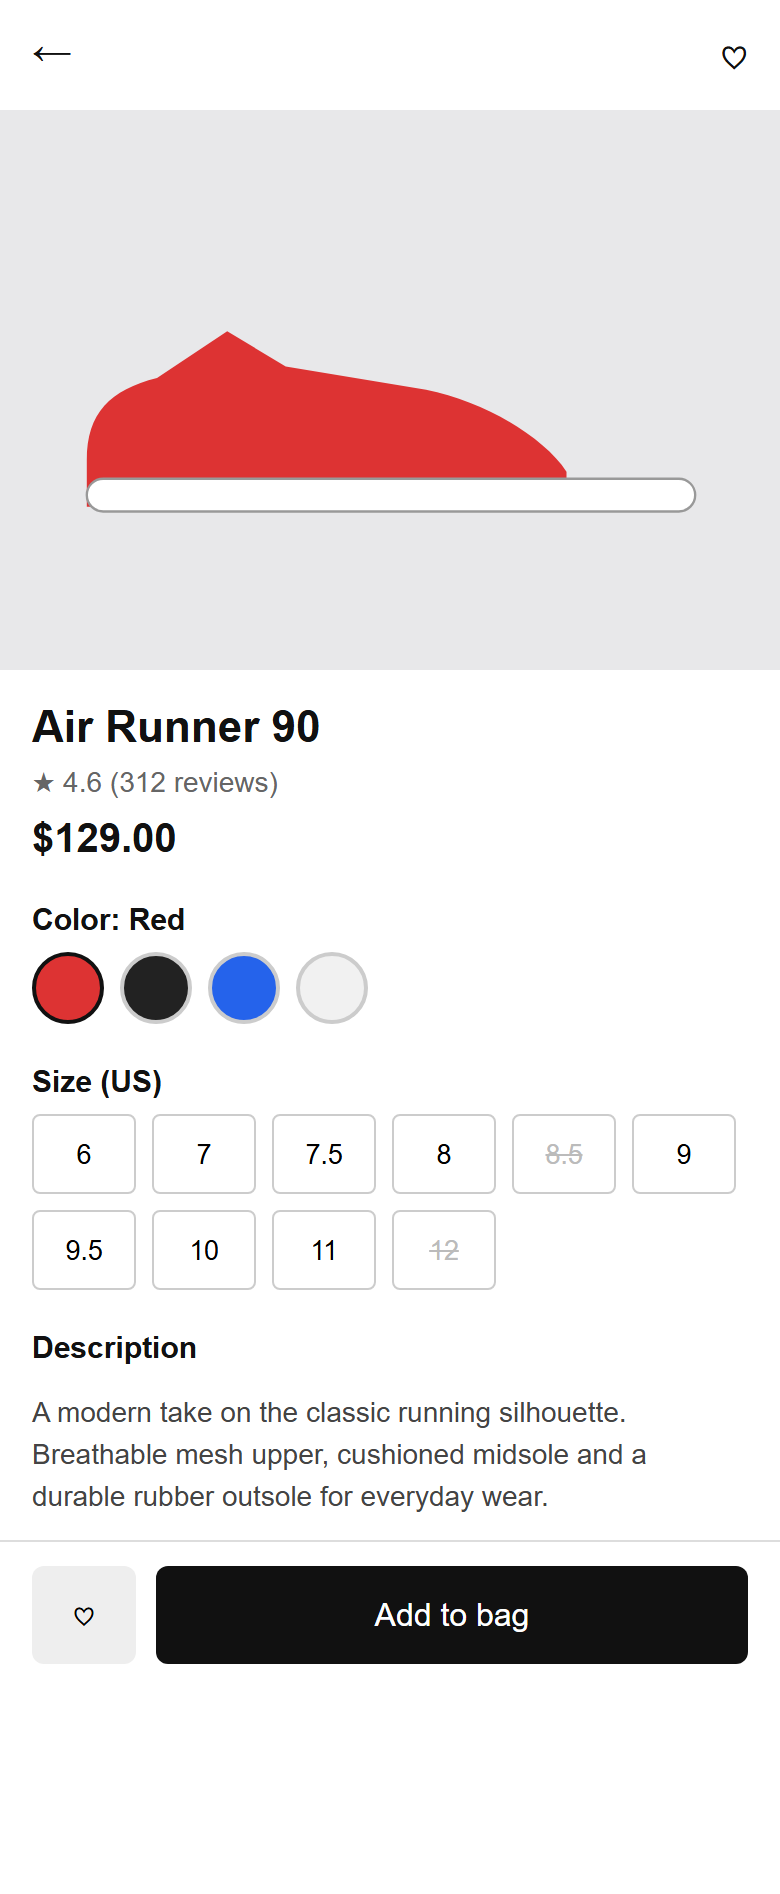 ←
♡
Air Runner 90
★ 4.6 (312 reviews)
$129.00
Color: Red
Size (US)
6 7 7.5 8 8.5 9
9.5 10 11 12
Description
A modern take on the classic running silhouette.
Breathable mesh upper, cushioned midsole and a
durable rubber outsole for everyday wear.
♡ Add to bag